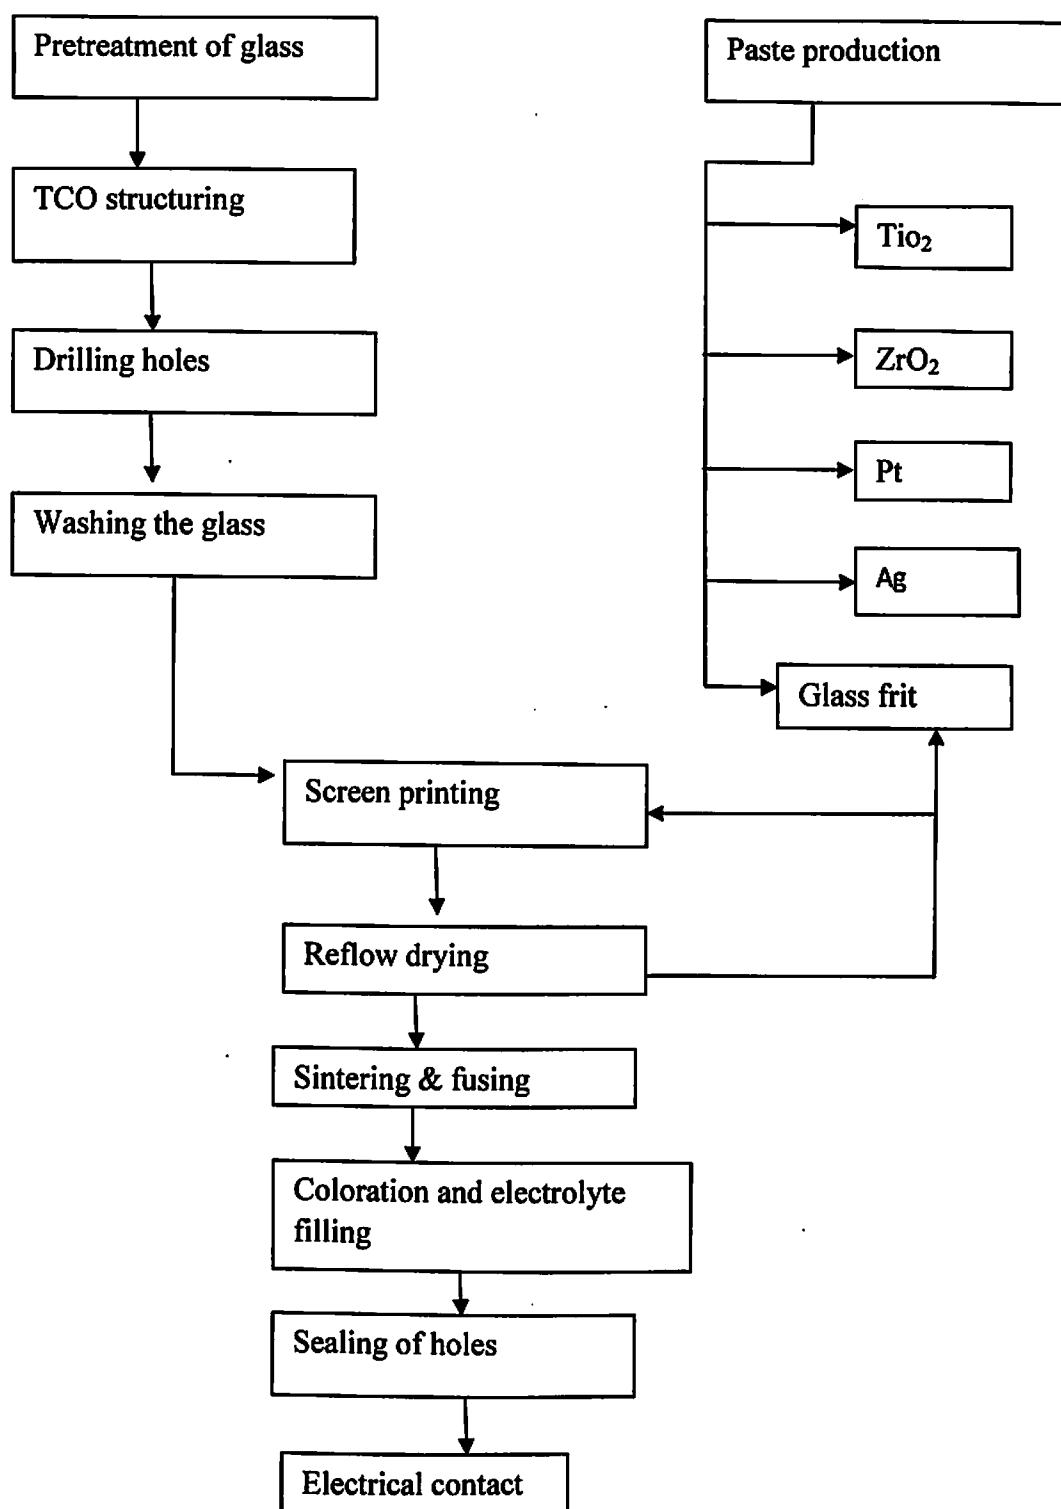 Pretreatment of glass
Paste production
TCO structuring
Tio₂
Drilling holes
ZrO₂
Pt
Washing the glass
Ag
Glass frit
Screen printing
Reflow drying
Sintering & fusing
Coloration and electrolyte
filling
Sealing of holes
Electrical contact